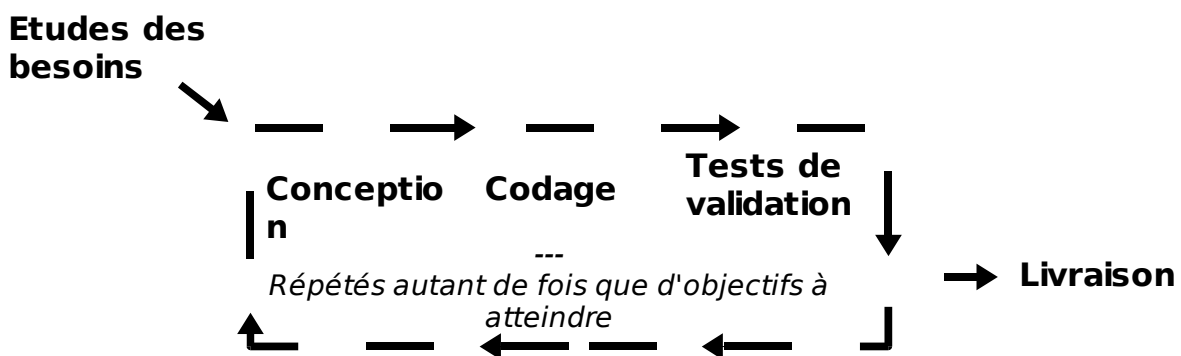 Etudes des
besoins
Conceptio
n
Codage
Tests de
validation
---
Répétés autant de fois que d'objectifs à
atteindre
Livraison